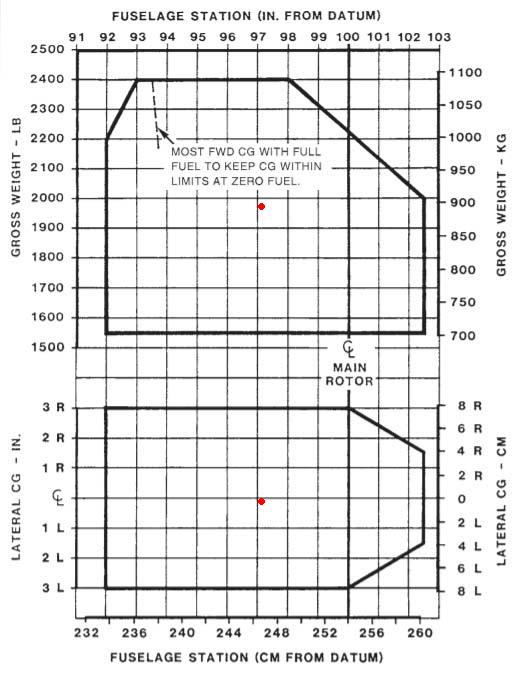 FUSELAGE STATION (IN. FROM DATUM)
91 92 93 94 95 96 97 98 99 100 101 102 103
GROSS WEIGHT - LB
2500
2400
2300
2200
2100
2000
1900
1800
1700
1600
1500
MOST FWD CG WITH FULL
FUEL TO KEEP CG WITHIN
LIMITS AT ZERO FUEL.
1100
1050
1000
950
900
850
800
750
700
GROSS WEIGHT - KG
℄
MAIN
ROTOR
LATERAL CG - IN.
3 R
2 R
1 R
℄
1 L
2 L
3 L
8 R
6 R
4 R
2 R
0
2 L
4 L
6 L
8 L
LATERAL CG - CM
232 236 240 244 248 252 256 260
FUSELAGE STATION (CM FROM DATUM)